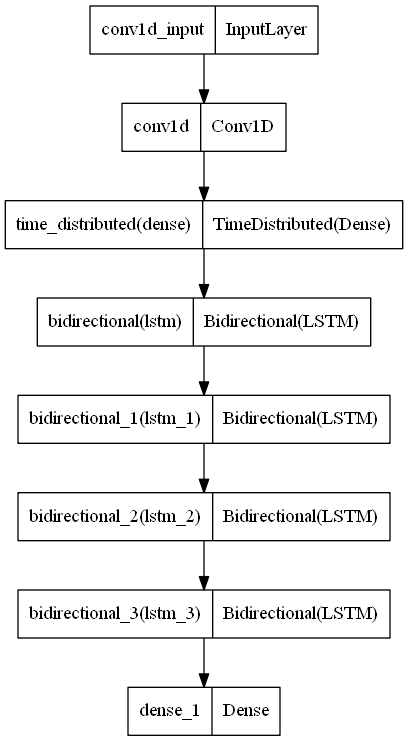 conv1d_input InputLayer
conv1d Conv1D
time_distributed(dense) TimeDistributed(Dense)
bidirectional(lstm) Bidirectional(LSTM)
bidirectional_1(lstm_1) Bidirectional(LSTM)
bidirectional_2(lstm_2) Bidirectional(LSTM)
bidirectional_3(lstm_3) Bidirectional(LSTM)
dense_1 Dense